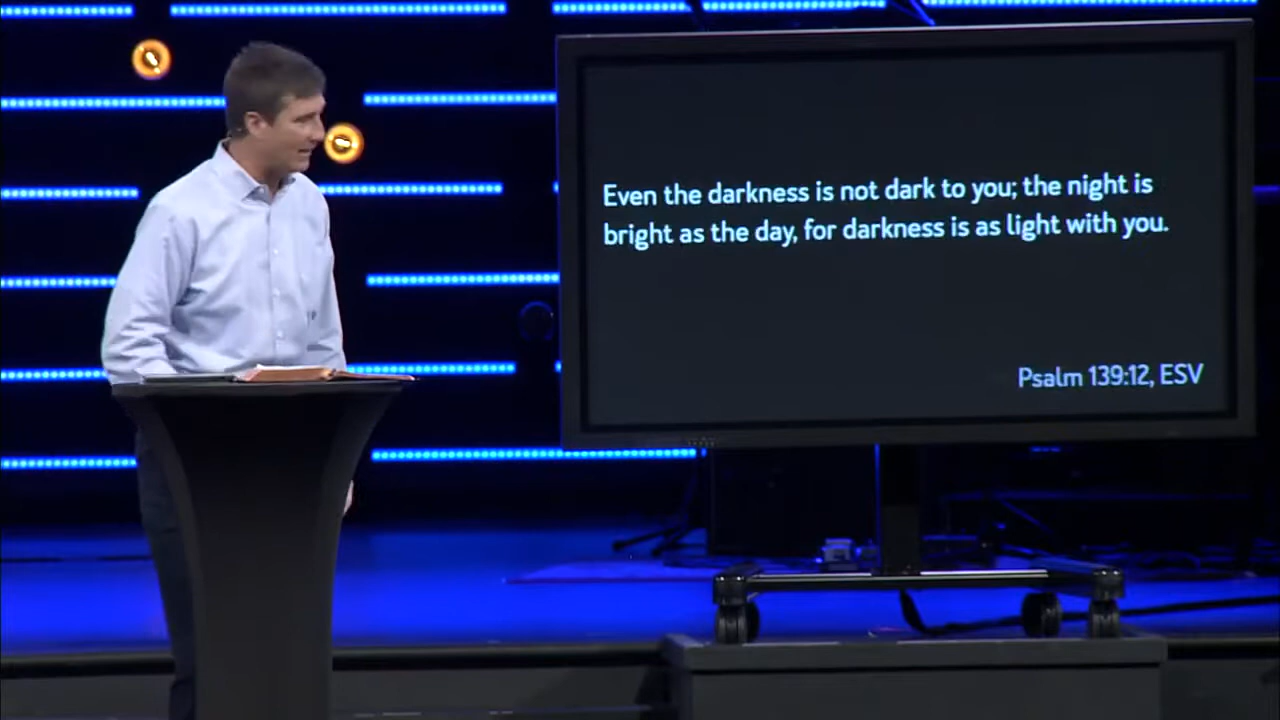 Even the darkness is not dark to you; the night is
bright as the day, for darkness is as light with you.
Psalm 139:12, ESV